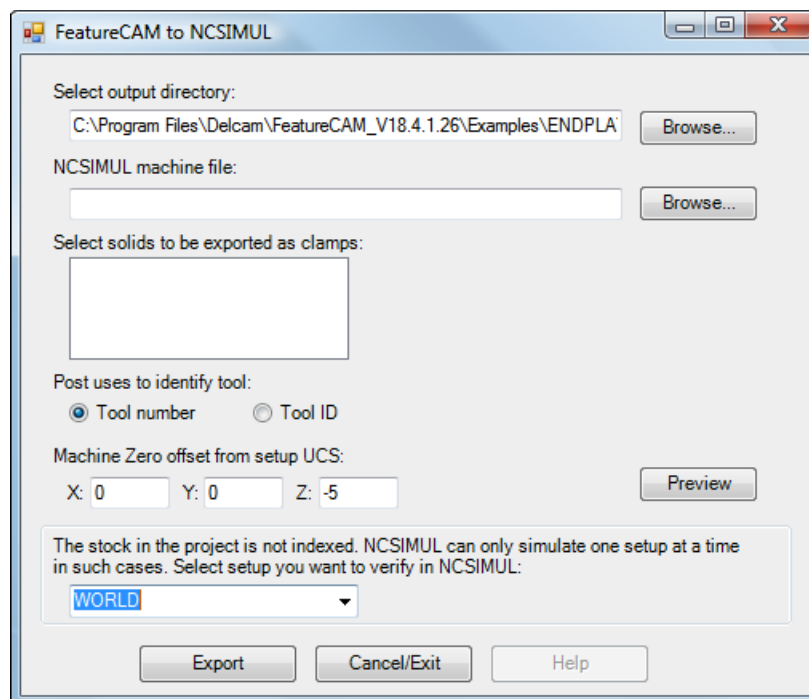 FeatureCAM to NCSIMUL
Select output directory:
C:\Program Files\Delcam\FeatureCAM_V18.4.1.26\Examples\ENDPLA
Browse...
NCSIMUL machine file:
Browse...
Select solids to be exported as clamps:
Post uses to identify tool:
Tool number Tool ID
Machine Zero offset from setup UCS:
X: 0 Y: 0 Z: -5 Preview
The stock in the project is not indexed. NCSIMUL can only simulate one setup at a time
in such cases. Select setup you want to verify in NCSIMUL:
WORLD
Export Cancel/Exit Help